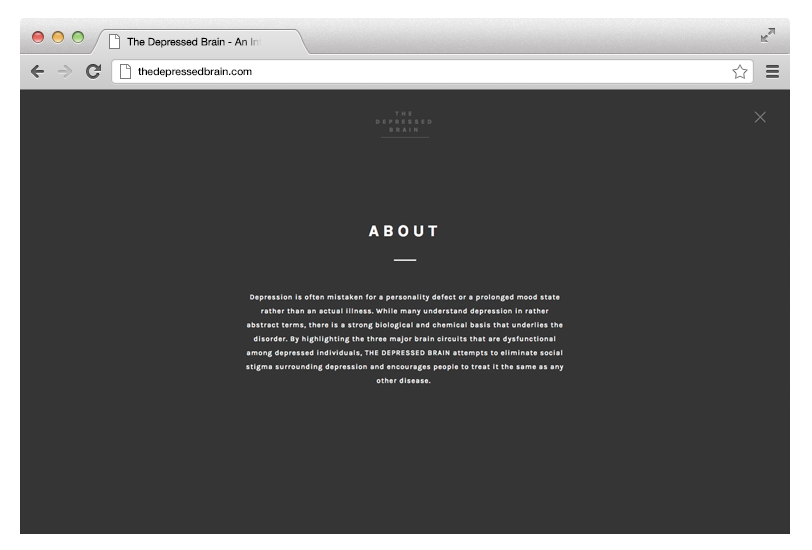 The Depressed Brain - An In
thedepressedbrain.com
THE
DEPRESSED
BRAIN
ABOUT
Depression is often mistaken for a personality defect or a prolonged mood state
rather than an actual illness. While many understand depression in rather
abstract terms, there is a strong biological and chemical basis that underlies the
disorder. By highlighting the three major brain circuits that are dysfunctional
among depressed individuals, THE DEPRESSED BRAIN attempts to eliminate social
stigma surrounding depression and encourages people to treat it the same as any
other disease.